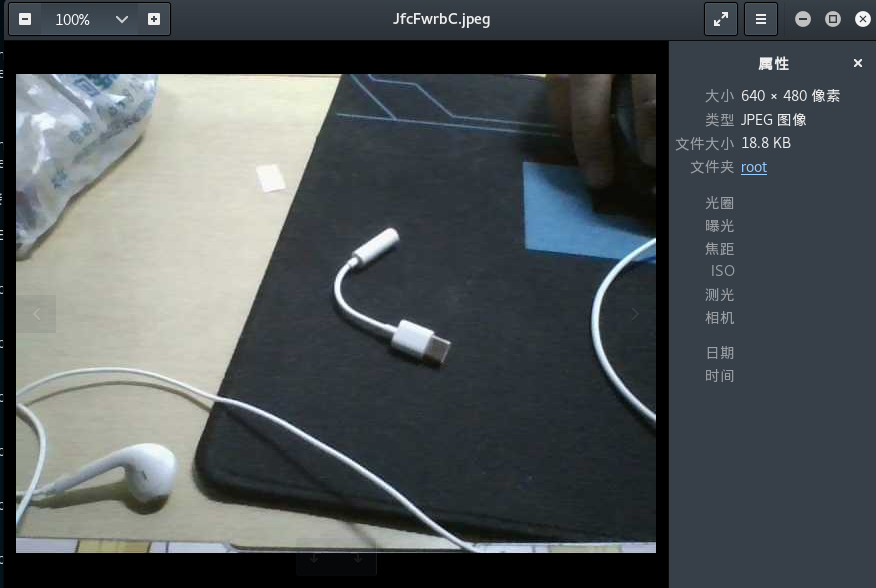 100%
JfcFwrbC.jpeg
属性
大小 640 × 480 像素
类型 JPEG 图像
文件大小 18.8 KB
文件夹 root
光圈
曝光
焦距
ISO
测光
相机
日期
时间